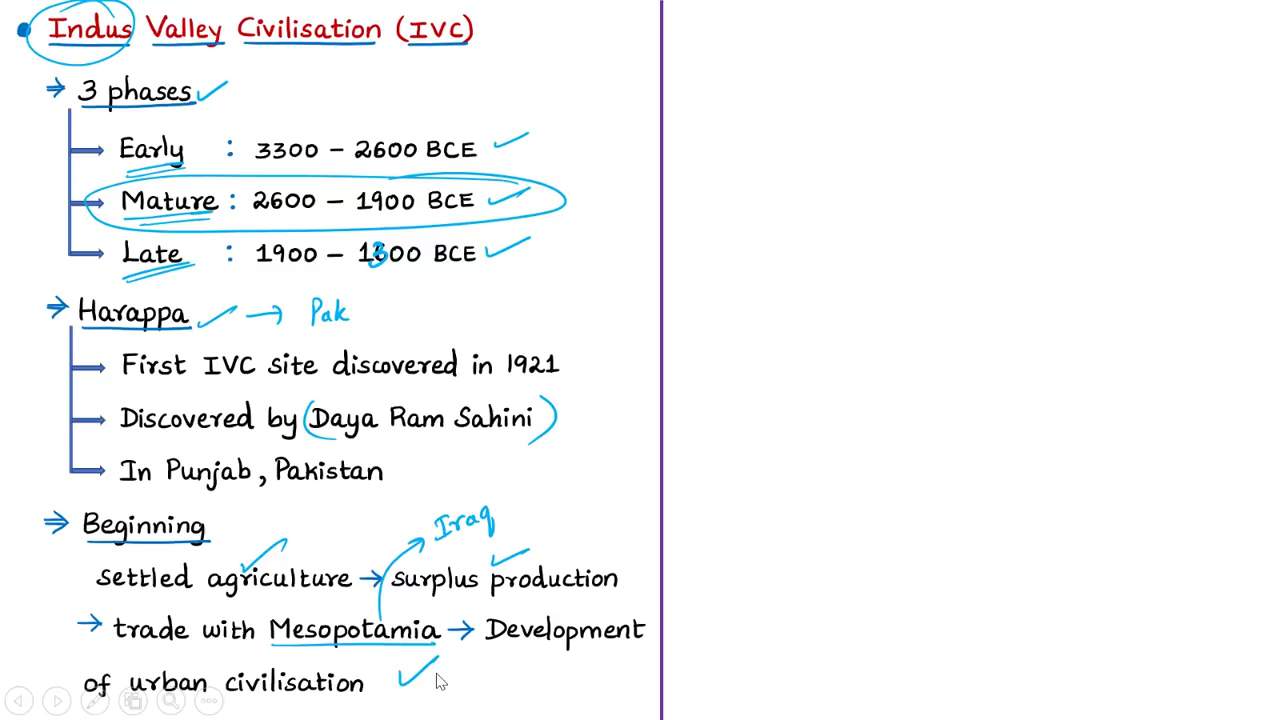 Indus Valley Civilisation (IVC)
⇒ 3 phases
Early : 3300 – 2600 BCE
Mature : 2600 – 1900 BCE
Late : 1900 – 1300 BCE
⇒ Harappa → Pak
First IVC site discovered in 1921
Discovered by (Daya Ram Sahini)
In Punjab, Pakistan
⇒ Beginning
Iraq
settled agriculture → surplus production
→ trade with Mesopotamia → Development
of urban civilisation